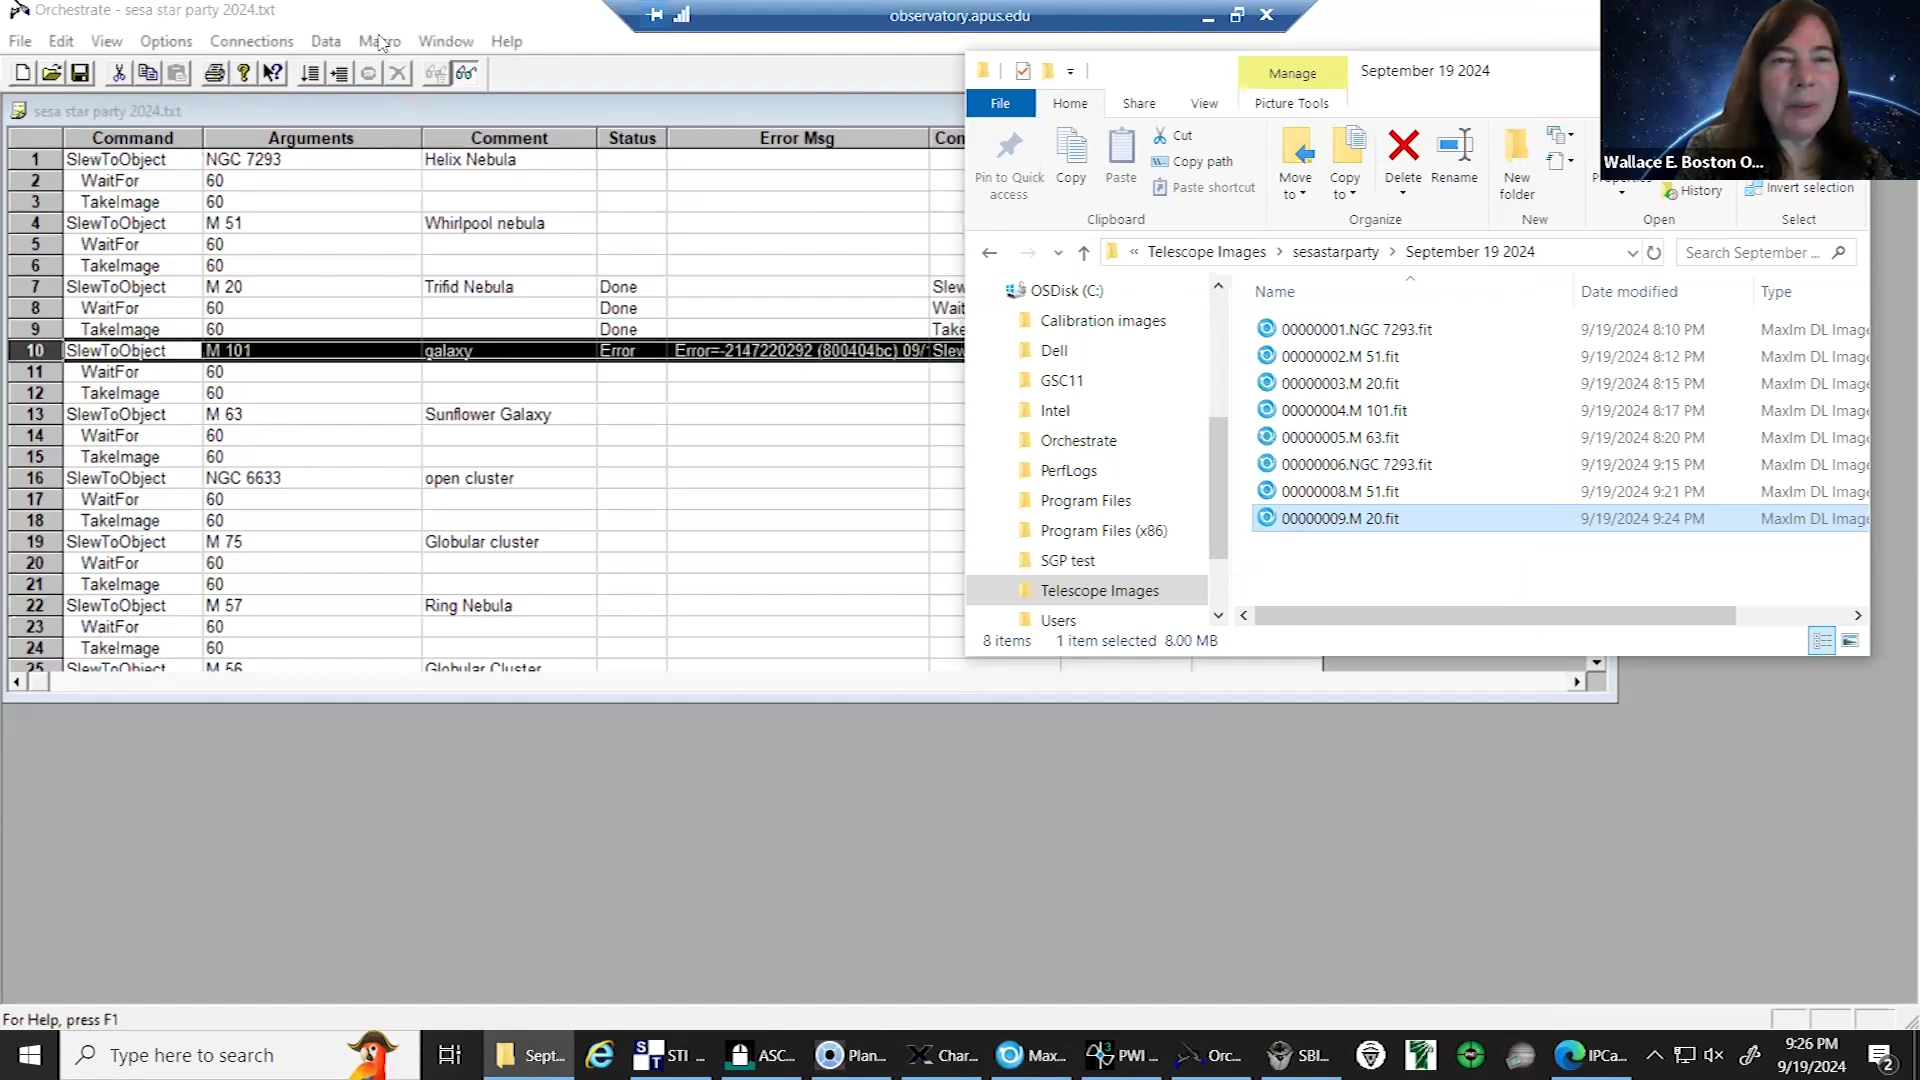 Orchestrate - sesa star party 2024.txt
observatory.apus.edu
File Edit View Options Connections Data Macro Window Help
sesa star party 2024.txt
Command Arguments Comment Status Error Msg
1 SlewToObject NGC 7293 Helix Nebula
2 WaitFor 60
3 TakeImage 60
4 SlewToObject M 51 Whirlpool nebula
5 WaitFor 60
6 TakeImage 60
7 SlewToObject M 20 Trifid Nebula Done
8 WaitFor 60 Done
9 TakeImage 60 Done
10 SlewToObject M 101 galaxy Error Error=-2147220292 (800404bc) 09/
11 WaitFor 60
12 TakeImage 60
13 SlewToObject M 63 Sunflower Galaxy
14 WaitFor 60
15 TakeImage 60
16 SlewToObject NGC 6633 open cluster
17 WaitFor 60
18 TakeImage 60
19 SlewToObject M 75 Globular cluster
20 WaitFor 60
21 TakeImage 60
22 SlewToObject M 57 Ring Nebula
23 WaitFor 60
24 TakeImage 60
25 SlewToObject M 56 Globular Cluster
Manage September 19 2024
File Home Share View Picture Tools
Pin to Quick access
Copy
Paste
Cut
Copy path
Paste shortcut
Move to
Copy to
Delete
Rename
New folder
History
Invert selection
Clipboard Organize New Open Select
Telescope Images > sesastarparty > September 19 2024
Search September ...
OSDisk (C:)
Calibration images
Dell
GSC11
Intel
Orchestrate
PerfLogs
Program Files
Program Files (x86)
SGP test
Telescope Images
Users
Name Date modified Type
00000001.NGC 7293.fit 9/19/2024 8:10 PM MaxIm DL Image
00000002.M 51.fit 9/19/2024 8:12 PM MaxIm DL Image
00000003.M 20.fit 9/19/2024 8:15 PM MaxIm DL Image
00000004.M 101.fit 9/19/2024 8:17 PM MaxIm DL Image
00000005.M 63.fit 9/19/2024 8:20 PM MaxIm DL Image
00000006.NGC 7293.fit 9/19/2024 9:15 PM MaxIm DL Image
00000008.M 51.fit 9/19/2024 9:21 PM MaxIm DL Image
00000009.M 20.fit 9/19/2024 9:24 PM MaxIm DL Image
8 items 1 item selected 8.00 MB
Wallace E. Boston O...
For Help, press F1
Type here to search
Sept...
STI ...
ASC...
Plan...
Char...
Max...
PWI ...
Orc...
SBI...
IPCa...
9:26 PM
9/19/2024
2